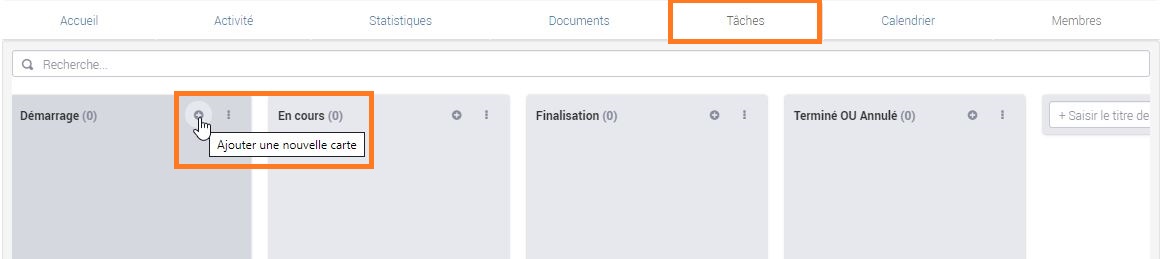 Accueil Activité Statistiques Documents Tâches Calendrier Membres
Recherche...
Démarrage (0) En cours (0) Finalisation (0) Terminé OU Annulé (0) + Saisir le titre de
Ajouter une nouvelle carte